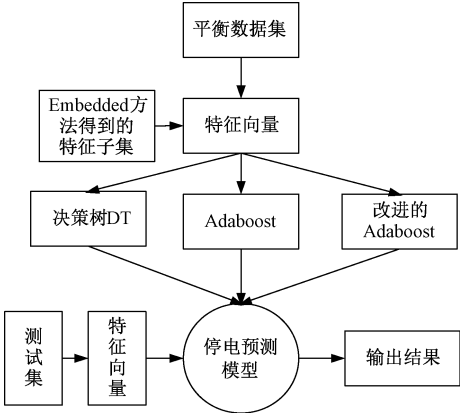 平衡数据集
Embedded方
法得到的
特征子集
特征向量
决策树DT
Adaboost
改进的
Adaboost
测
试
集
特
征
向
量
停电预测
模型
输出结果